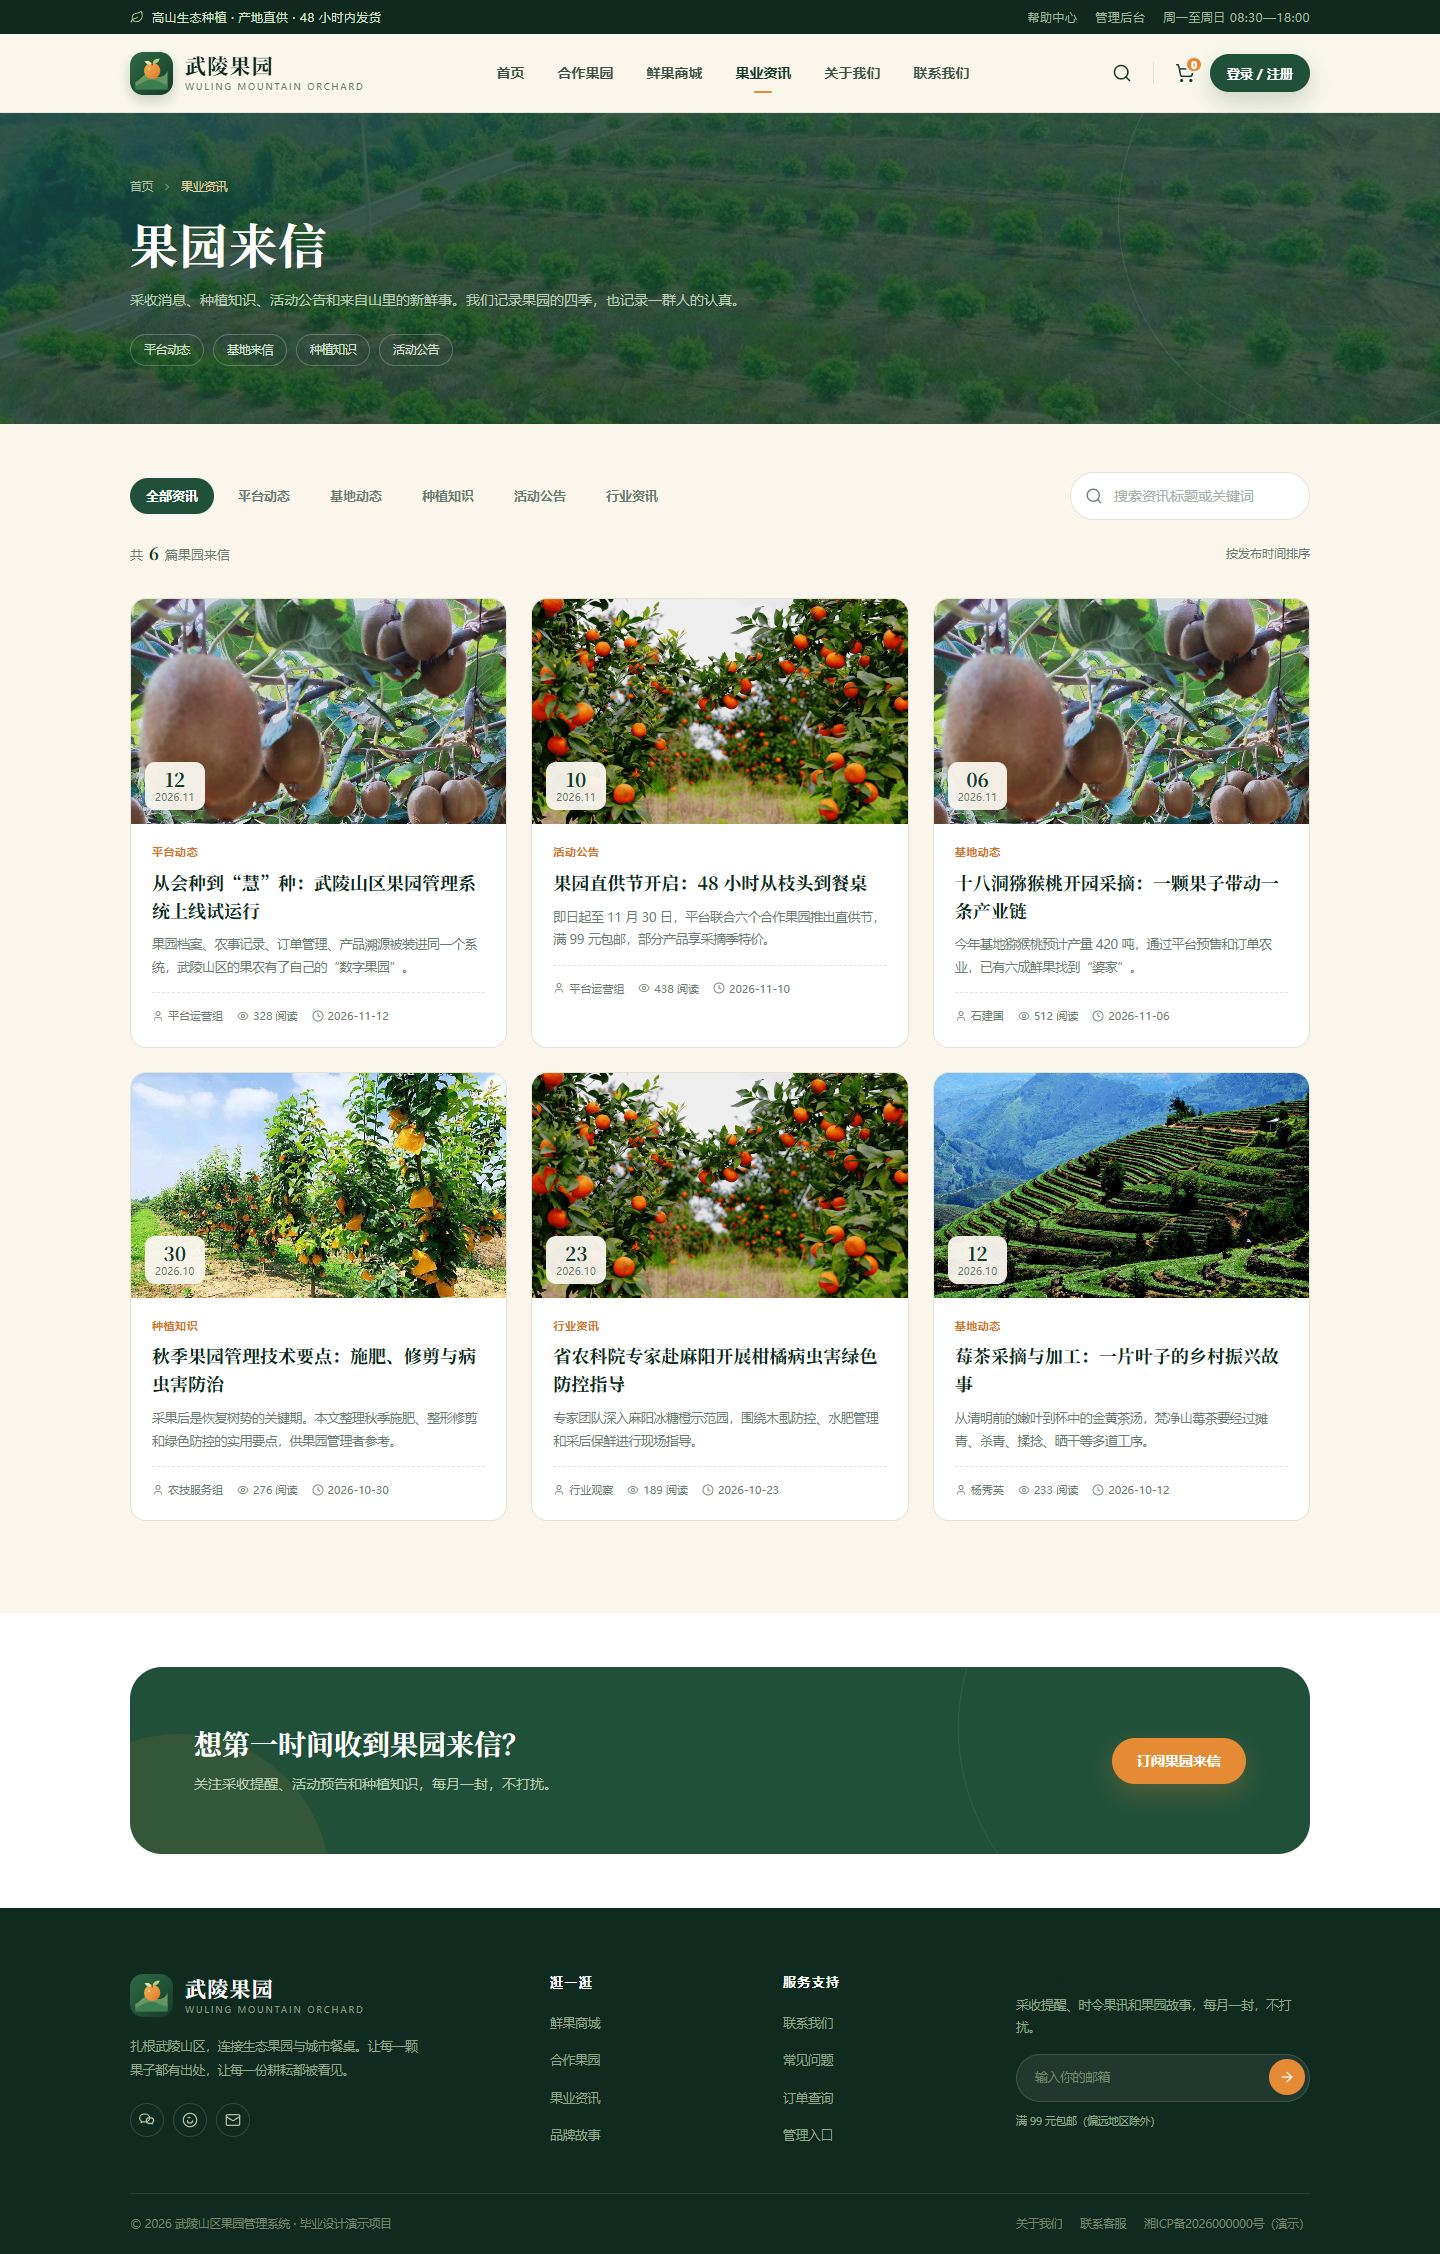 高山生态种植 · 产地直供 · 48 小时内发货
帮助中心 管理后台 周一至周日 08:30—18:00
武陵果园
WULING MOUNTAIN ORCHARD
首页 合作果园 鲜果商城 果业资讯 关于我们 联系我们
0
登录 / 注册
首页 > 果业资讯
果园来信
采收消息、种植知识、活动公告和来自山里的新鲜事。我们记录果园的四季，也记录一群人的认真。
平台动态 基地来信 种植知识 活动公告
全部资讯 平台动态 基地动态 种植知识 活动公告 行业资讯
搜索资讯标题或关键词
共 6 篇果园来信
按发布时间排序
12
2026.11
平台动态
从会种到“慧”种：武陵山区果园管理系
统上线试运行
果园档案、农事记录、订单管理、产品溯源被装进同一个系
统，武陵山区的果农有了自己的“数字果园”。
平台运营组 328 阅读 2026-11-12
10
2026.11
活动公告
果园直供节开启：48 小时从枝头到餐桌
即日起至 11 月 30 日，平台联合六个合作果园推出直供节，
满 99 元包邮，部分产品享采摘季特价。
平台运营组 438 阅读 2026-11-10
06
2026.11
基地动态
十八洞猕猴桃开园采摘：一颗果子带动一
条产业链
今年基地猕猴桃预计产量 420 吨，通过平台预售和订单农
业，已有六成鲜果找到“婆家”。
石建国 512 阅读 2026-11-06
30
2026.10
种植知识
秋季果园管理技术要点：施肥、修剪与病
虫害防治
采果后是恢复树势的关键期。本文整理秋季施肥、整形修剪
和绿色防控的实用要点，供果园管理者参考。
农技服务组 276 阅读 2026-10-30
23
2026.10
行业资讯
省农科院专家赴麻阳开展柑橘病虫害绿色
防控指导
专家团队深入麻阳冰糖橙示范园，围绕木虱防控、水肥管理
和采后保鲜进行现场指导。
行业观察 189 阅读 2026-10-23
12
2026.10
基地动态
莓茶采摘与加工：一片叶子的乡村振兴故
事
从清明前的嫩叶到杯中的金黄茶汤，梵净山莓茶要经过摊
青、杀青、揉捻、晒干等多道工序。
杨秀英 233 阅读 2026-10-12
想第一时间收到果园来信？
关注采收提醒、活动预告和种植知识，每月一封，不打扰。
订阅果园来信
武陵果园
WULING MOUNTAIN ORCHARD
扎根武陵山区，连接生态果园与城市餐桌。让每一颗
果子都有出处，让每一份耕耘都被看见。
逛一逛
鲜果商城
合作果园
果业资讯
品牌故事
服务支持
联系我们
常见问题
订单查询
管理入口
采收提醒、时令果讯和果园故事，每月一封，不打
扰。
输入你的邮箱
满 99 元包邮（偏远地区除外）
© 2026 武陵山区果园管理系统 · 毕业设计演示项目
关于我们 联系客服 湘ICP备2026000000号（演示）